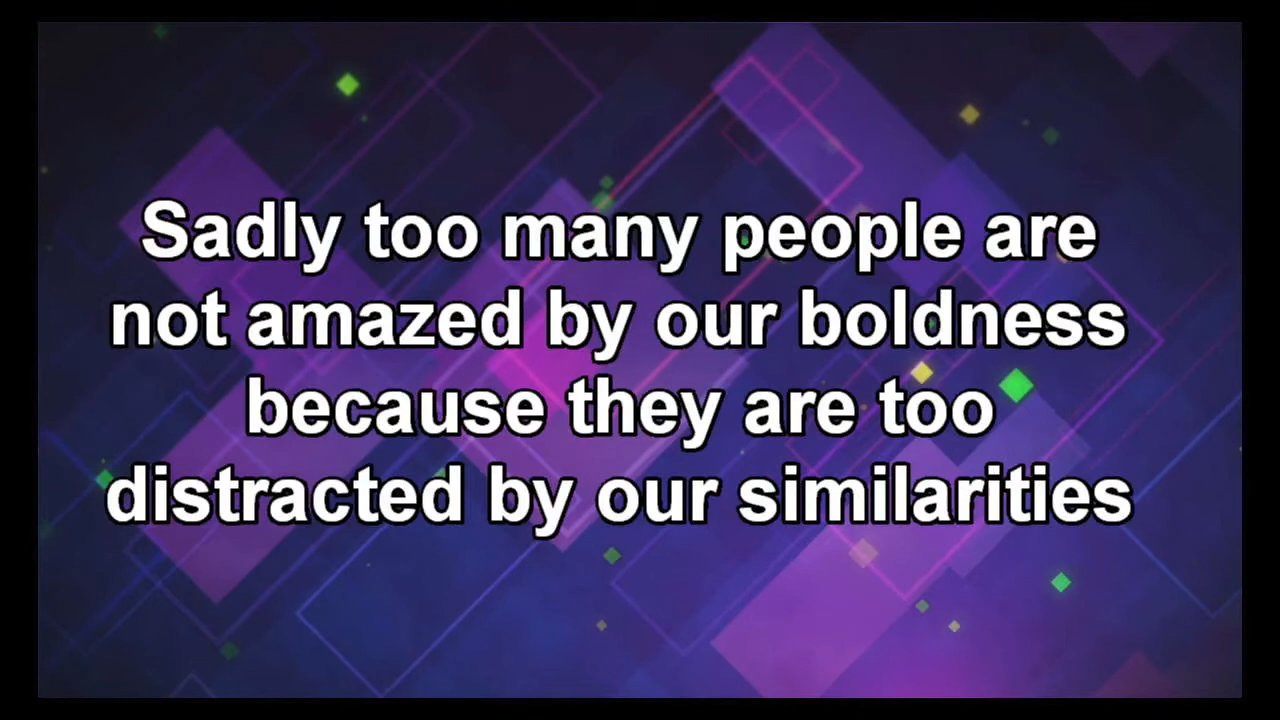 Sadly too many people are
not amazed by our boldness
because they are too
distracted by our similarities